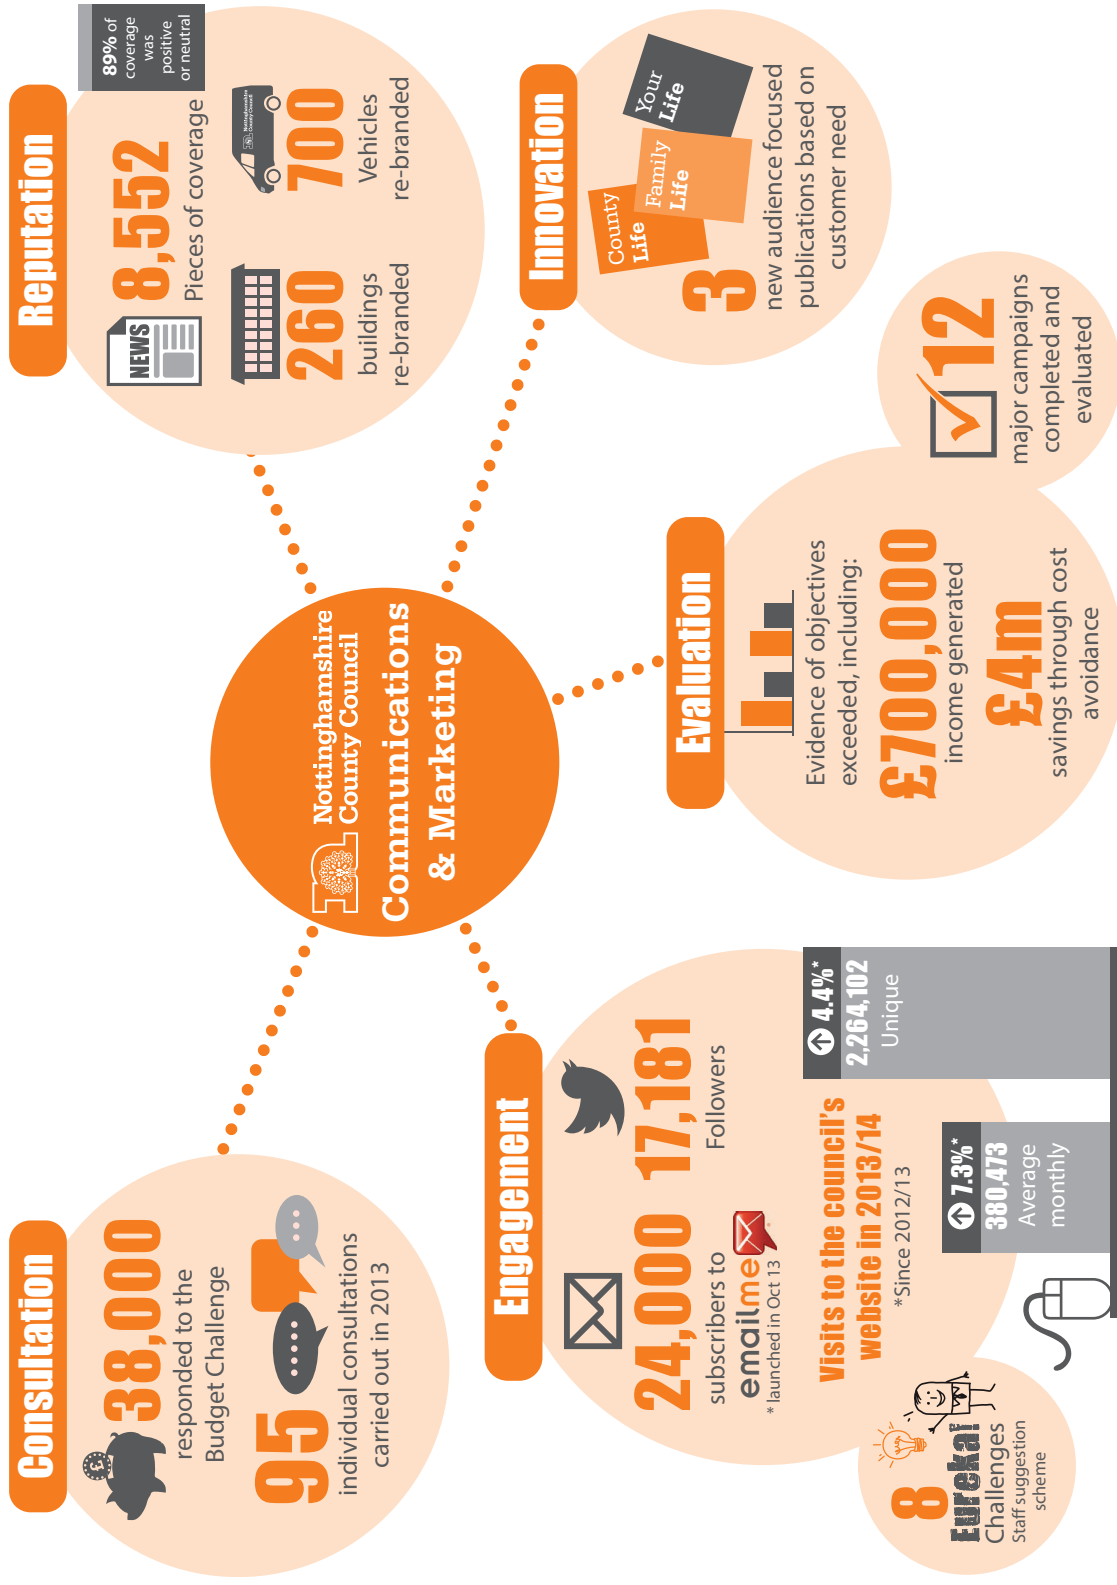 Consultation
38,000
responded to the
Budget Challenge
£
95
individual consultations
carried out in 2013
Nottinghamshire
County Council
Communications
& Marketing
Reputation
NEWS
8,552
Pieces of coverage
89% of
coverage
was
positive
or neutral
260
buildings
re-branded
Nottinghamshire
County Council
700
Vehicles
re-branded
Engagement
24,000
subscribers to
emailme
* launched in Oct 13
17,181
Followers
Visits to the council's
website in 2013/14
*Since 2012/13
7.3%*
380,473
Average
monthly
4.4%*
2,264,102
Unique
8
Eureka!
Challenges
Staff suggestion
scheme
Evaluation
Evidence of objectives
exceeded, including:
£700,000
income generated
£4m
savings through cost
avoidance
12
major campaigns
completed and
evaluated
Innovation
County
Life
Family
Life
Your
Life
3
new audience focused
publications based on
customer need